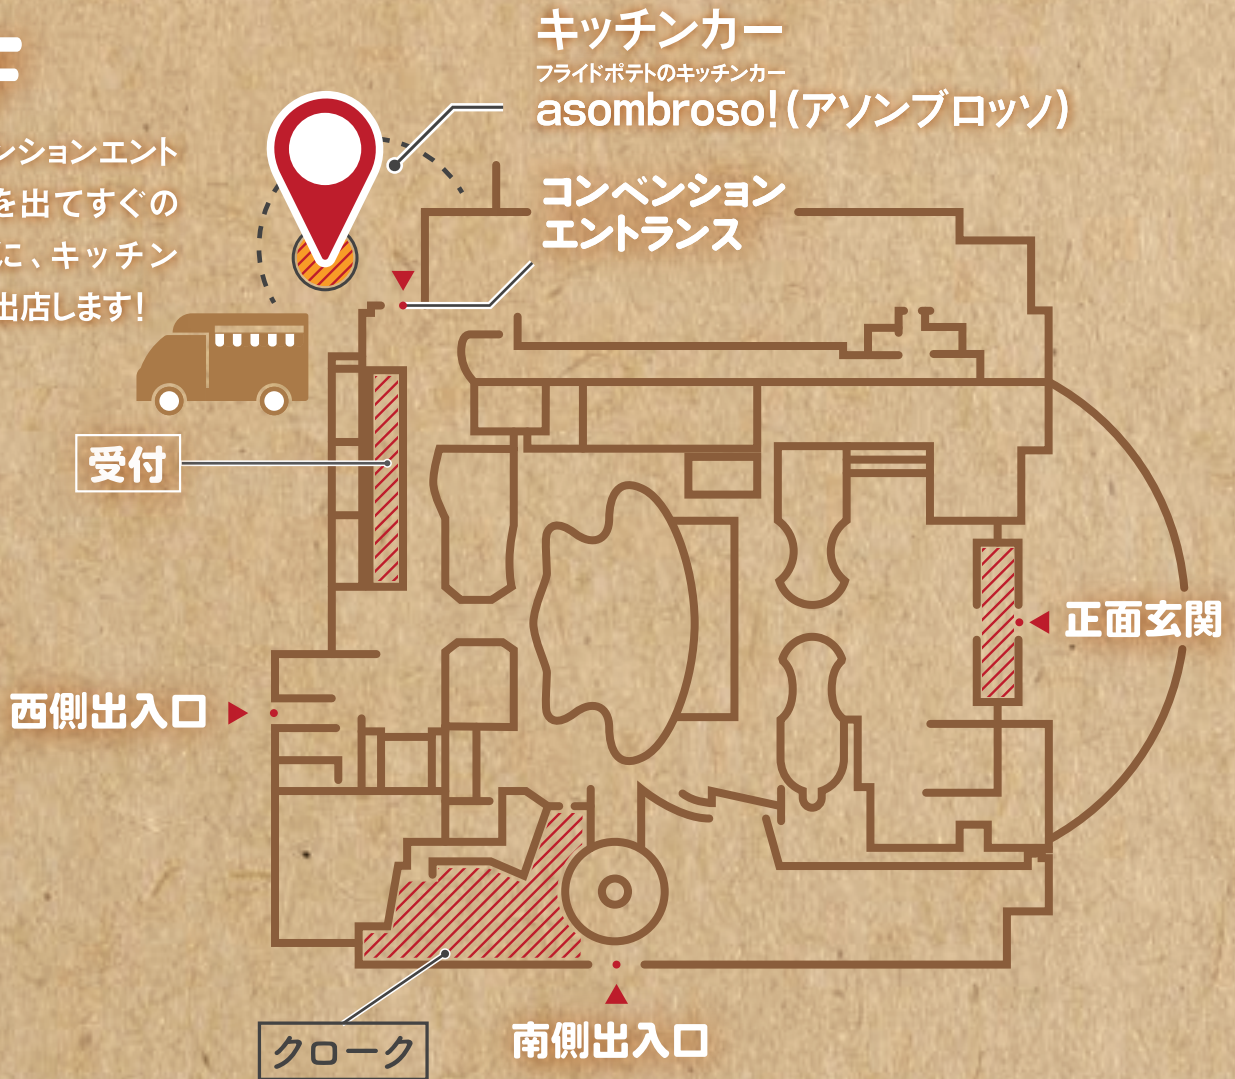 キッチンカー
フライドポテトのキッチンカー
asombroso!(アソンブロッソ)
ンションエント
を出てすぐの
に、キッチン
出店します!
コンベンション
エントランス
受付
正面玄関
西側出入口
クローク
南側出入口